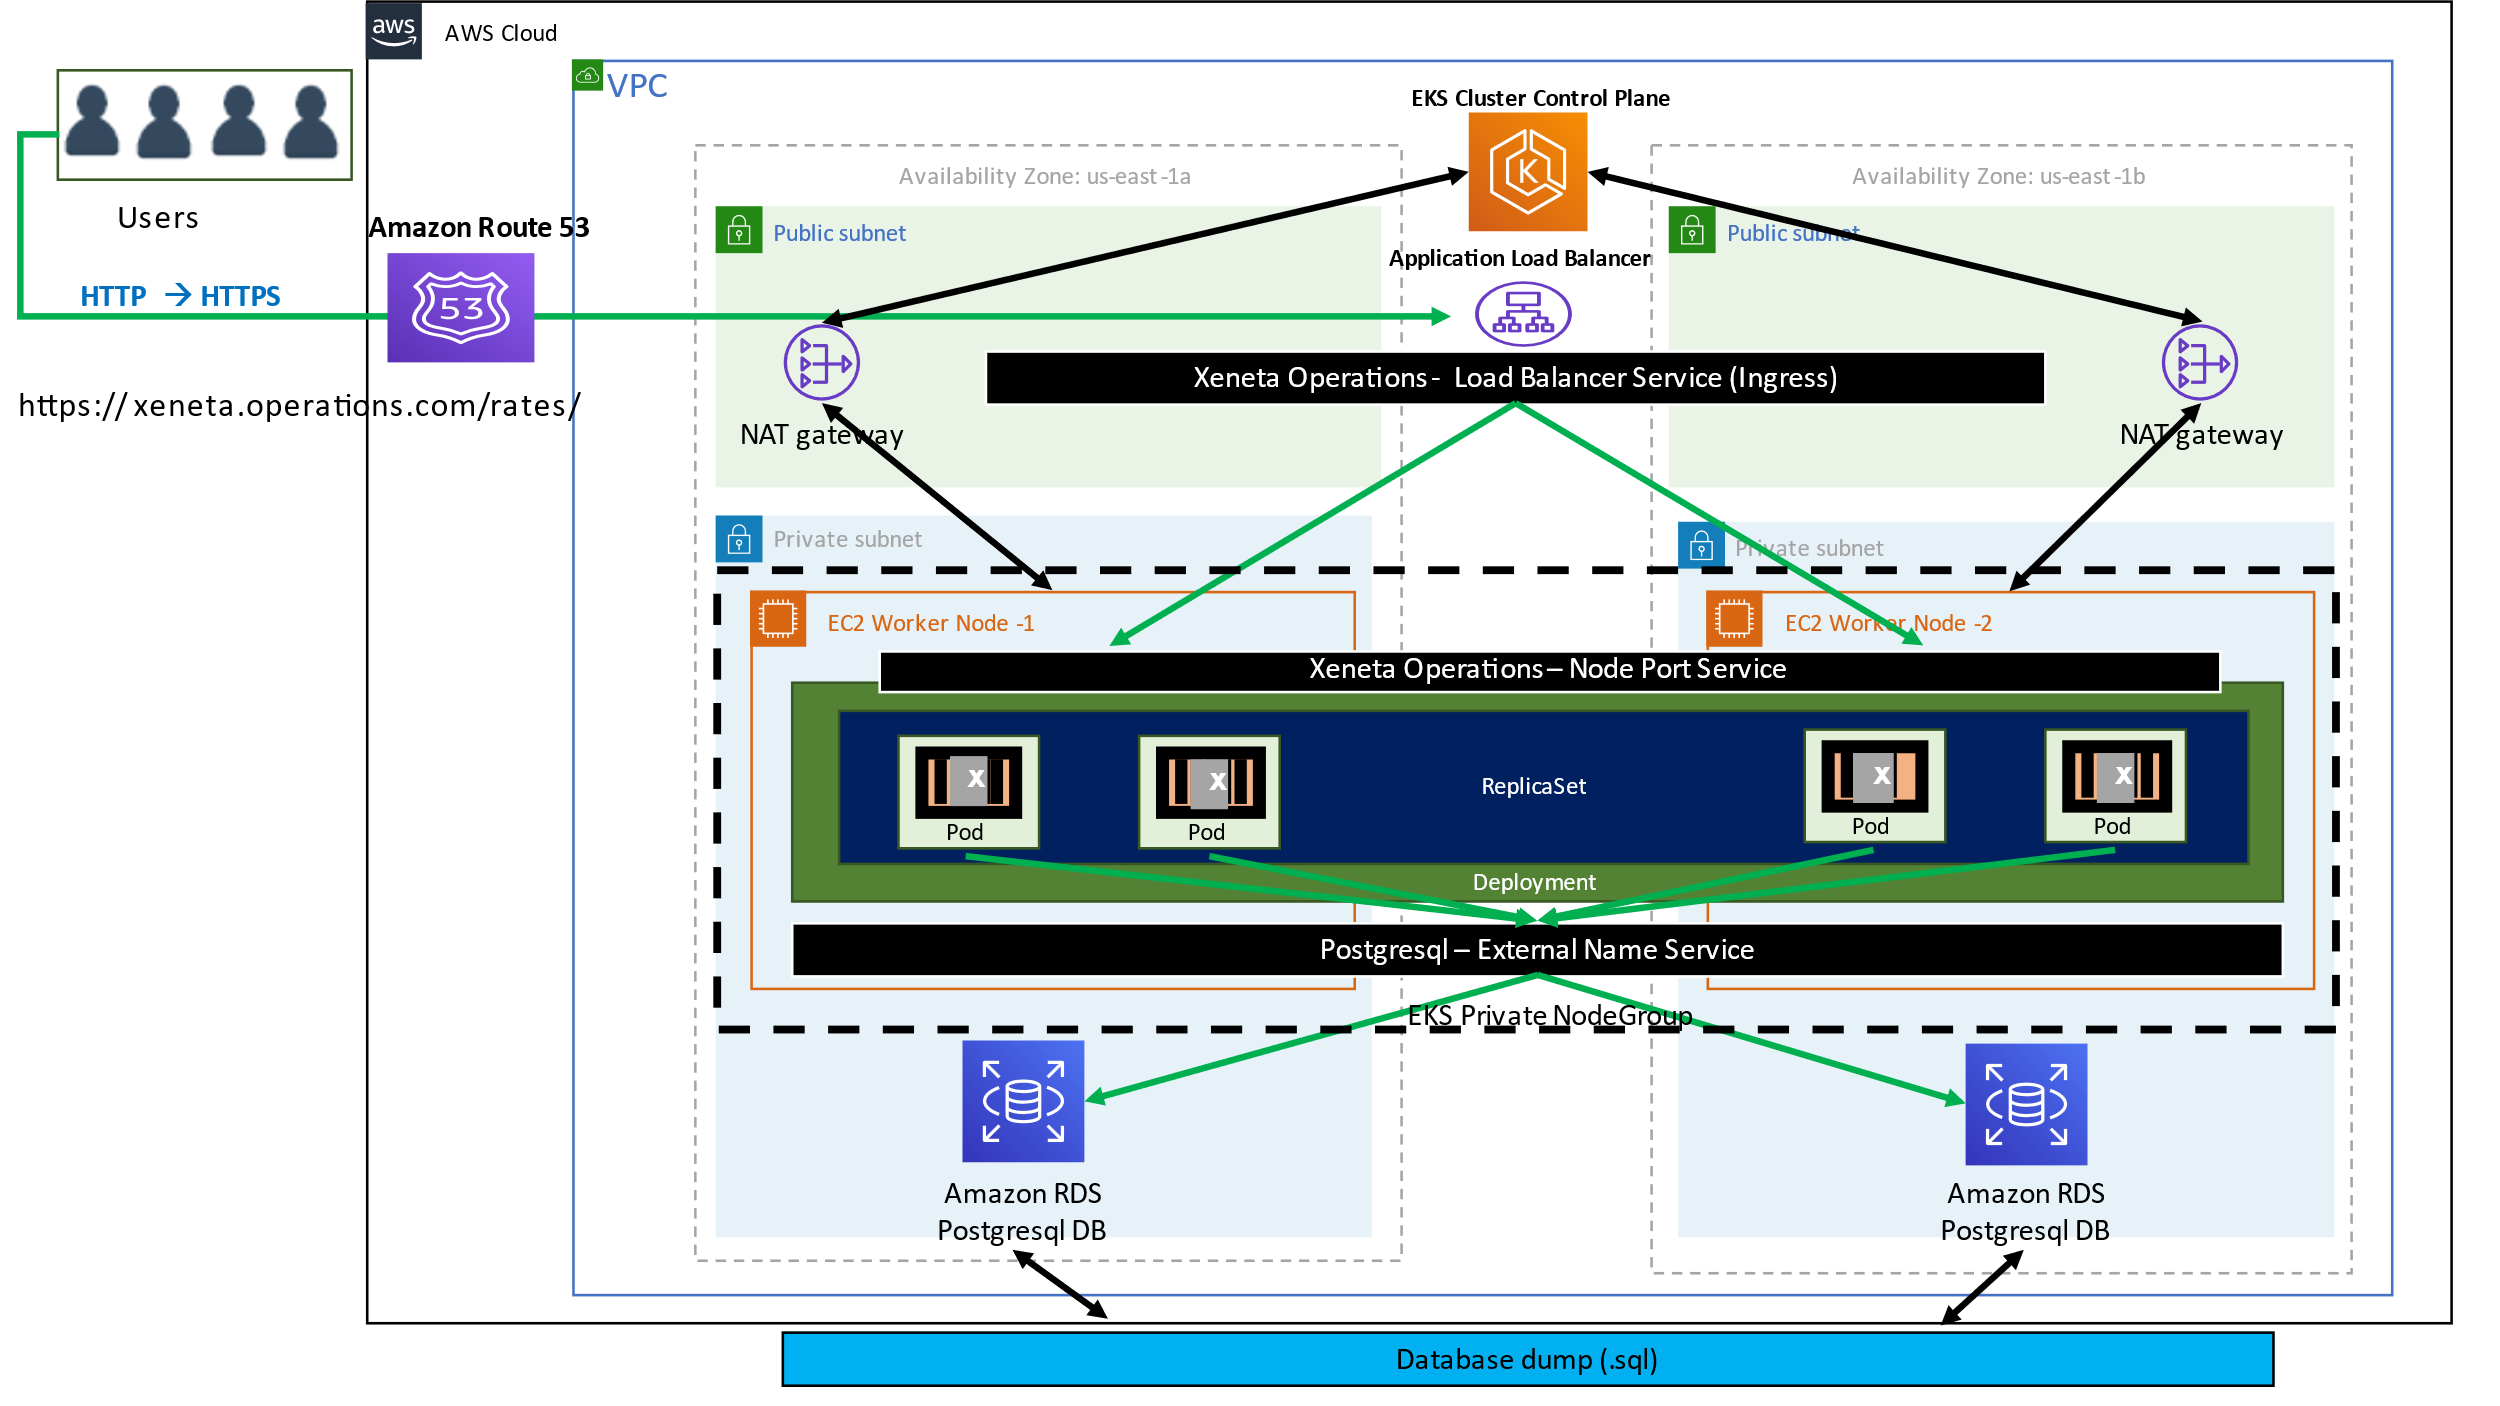 aws
AWS Cloud
VPC
EKS Cluster Control Plane
K
Users
Availability Zone: us-east-1a
Availability Zone: us-east-1b
Amazon Route 53
Public subnet
Public subnet
Application Load Balancer
HTTP → HTTPS
53
Xeneta Operations - Load Balancer Service (Ingress)
https://xeneta.operations.com/rates/
NAT gateway
NAT gateway
Private subnet
Private subnet
EC2 Worker Node -1
EC2 Worker Node -2
Xeneta Operations – Node Port Service
x
x
x
x
ReplicaSet
Pod
Pod
Pod
Pod
Deployment
Postgresql – External Name Service
EKS Private NodeGroup
Amazon RDS
Postgresql DB
Amazon RDS
Postgresql DB
Database dump (.sql)